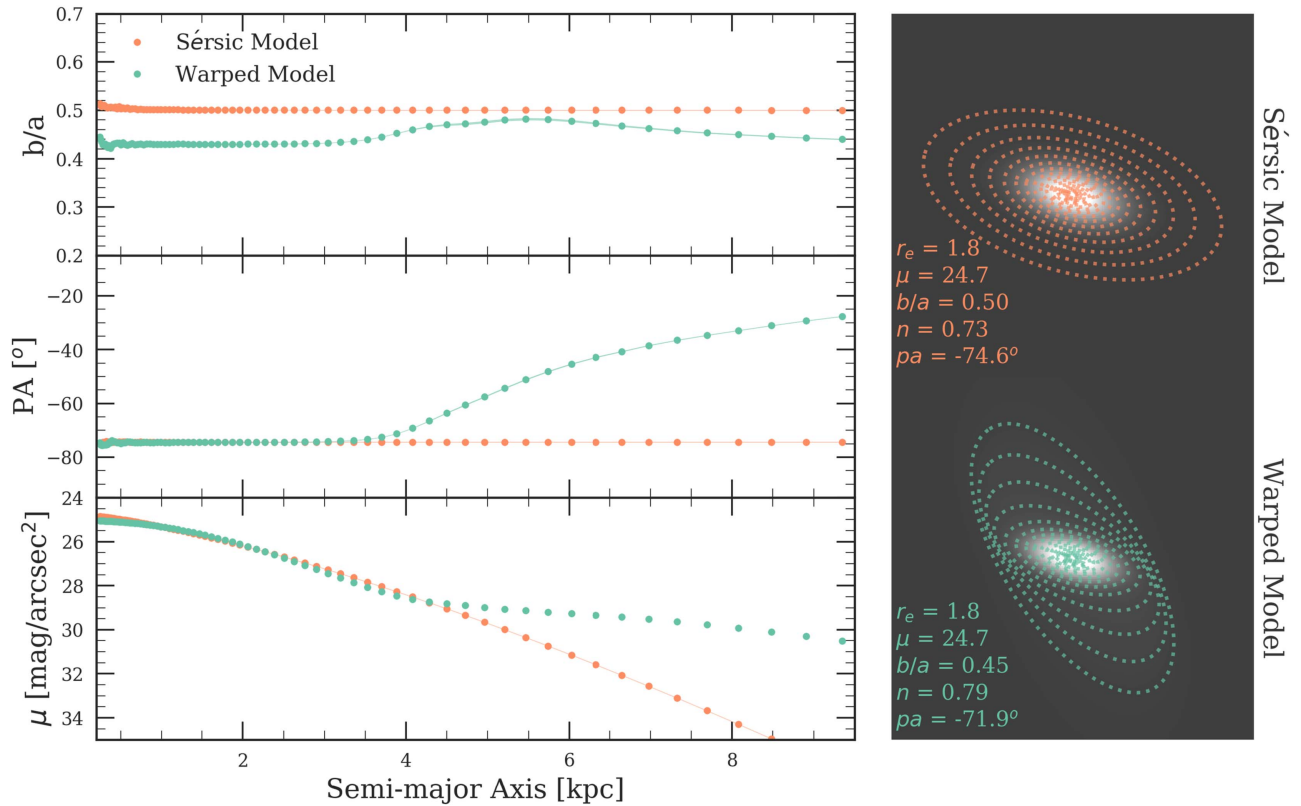 0.7
0.6
0.5
0.4
0.3
0.2
b/a
Sérsic Model
Warped Model
−20
−40
−60
−80
PA [°]
24
26
28
30
32
34
μ [mag/arcsec²]
2
4
6
8
Semi-major Axis [kpc]
r_e = 1.8
μ = 24.7
b/a = 0.50
n = 0.73
pa = -74.6°
Sérsic Model
r_e = 1.8
μ = 24.7
b/a = 0.45
n = 0.79
pa = -71.9°
Warped Model